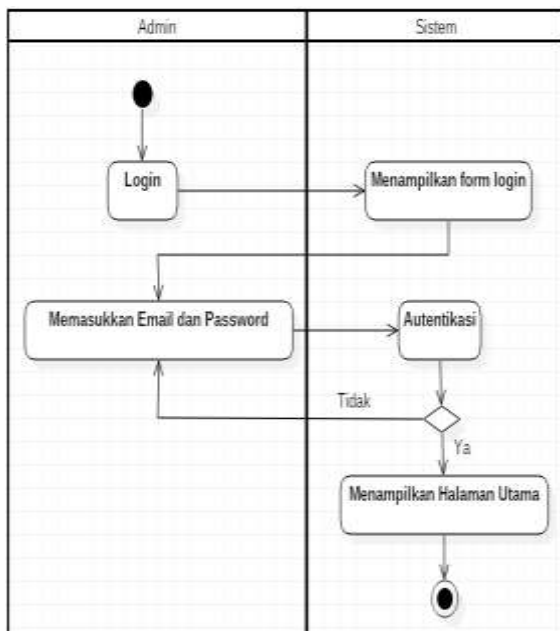 Admin
Sistem
Login
Menampilkan form login
Memasukkan Email dan Password
Autentikasi
Tidak
Ya
Menampilkan Halaman Utama